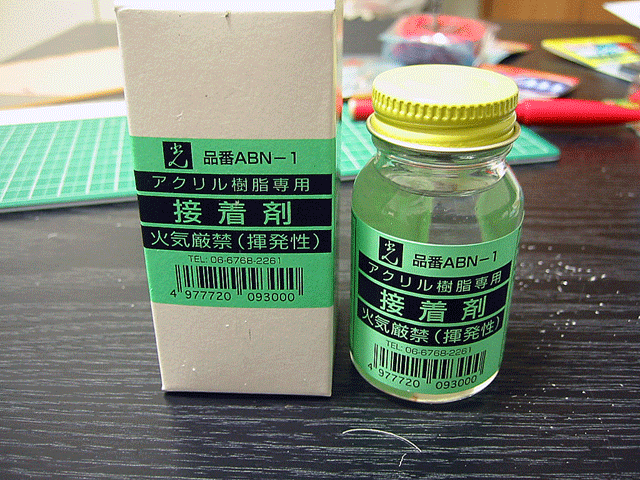 光 品番ABN-1
アクリル樹脂専用
接着剤
火気厳禁(揮発性)
TEL: 06-6768-2261
4 977720 093000
光 品番ABN-1
アクリル樹脂専用
接着剤
火気厳禁(揮発性)
TEL: 06-6768-2261
4 977720 093000